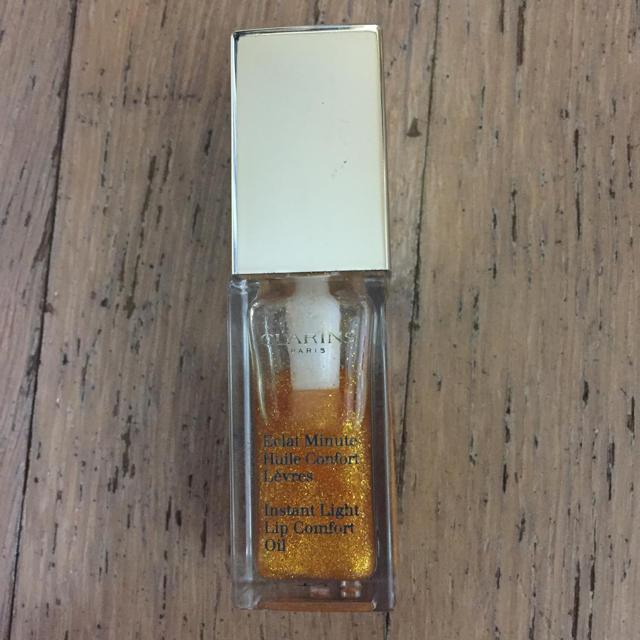 CLARINS
PARIS
Eclat Minute
Huile Confort
Lèvres
Instant Light
Lip Comfort
Oil